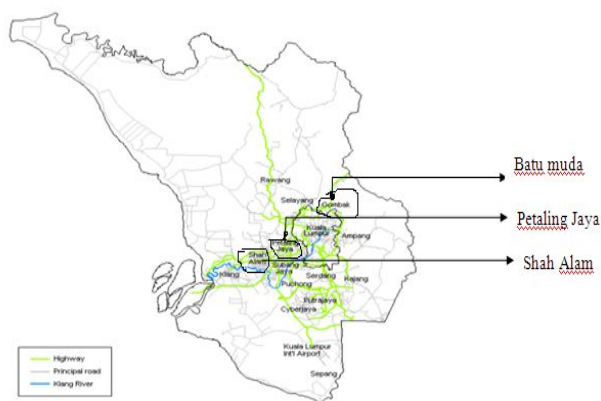 Batu muda
Rawang
Selayang
Gombak
Petaling Jaya
Kuala
Lumpur
Ampang
Petaling
Jaya
Shah
Alam
Shah Alam
Subang
Jaya
Klang
Serdang
Kajang
Puchong
Putrajaya
Cyberjaya
Kuala Lumpur
Int'l Airport
Sepang
Highway
Principal road
Klang River